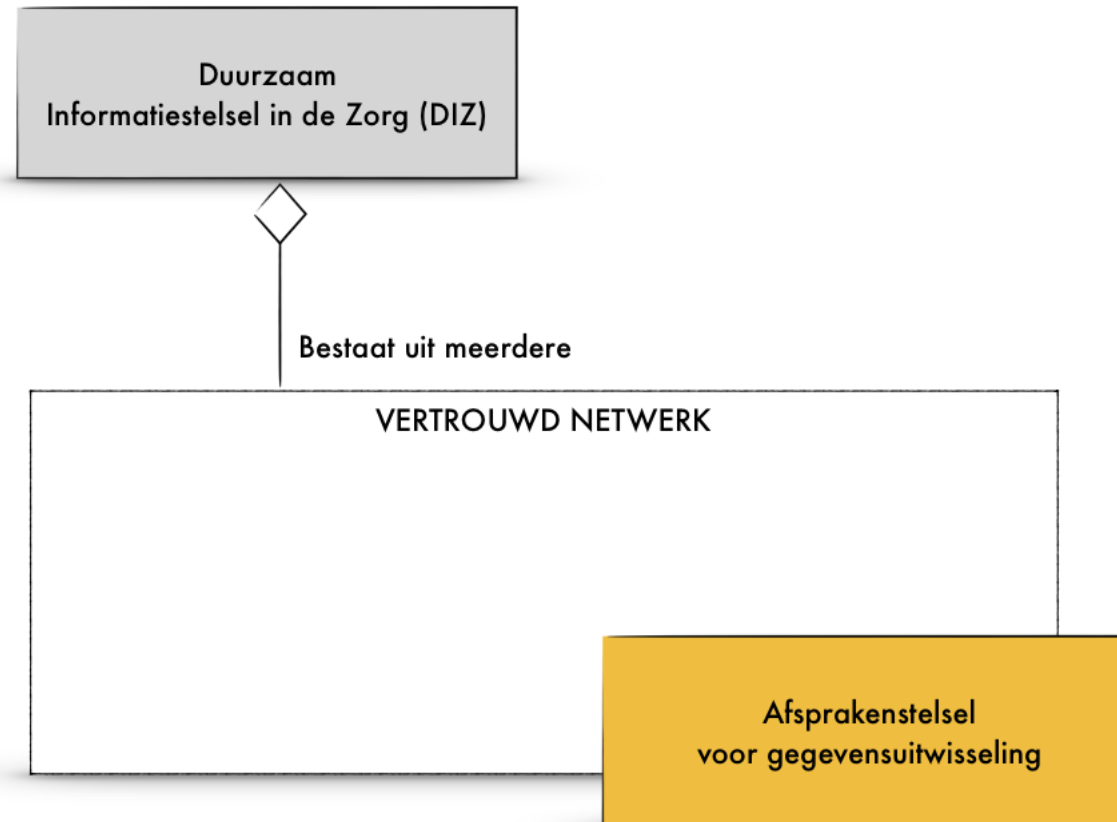 Duurzaam
Informatiestelsel in de Zorg (DIZ)
Bestaat uit meerdere
VERTROUWD NETWERK
Afsprakenstelsel
voor gegevensuitwisseling